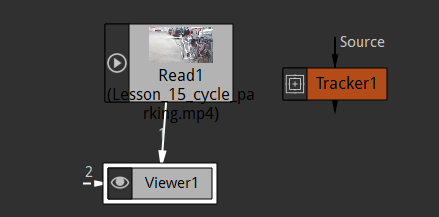 Source
Read1
(Lesson_15_cycle_pa
rking.mp4)
Tracker1
1
2
Viewer1